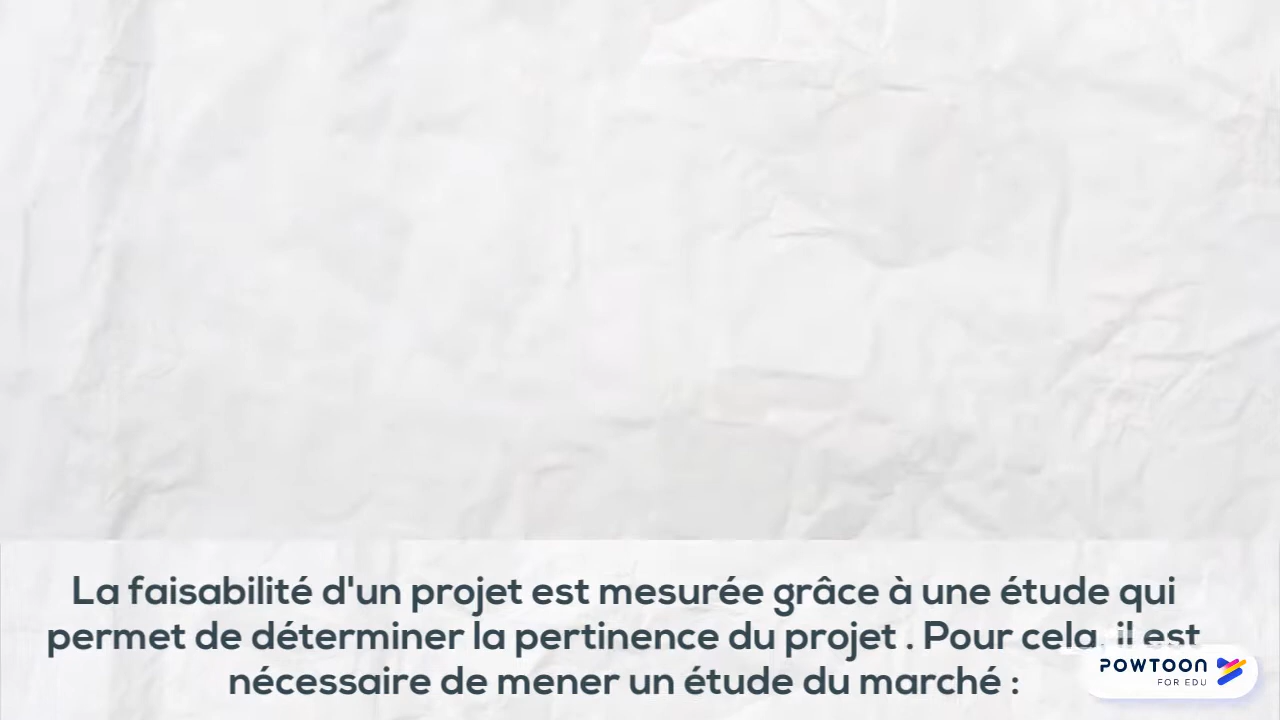 La faisabilité d'un projet est mesurée grâce à une étude qui
permet de déterminer la pertinence du projet . Pour cela, il est
nécessaire de mener un étude du marché :
POWTOON
FOR EDU